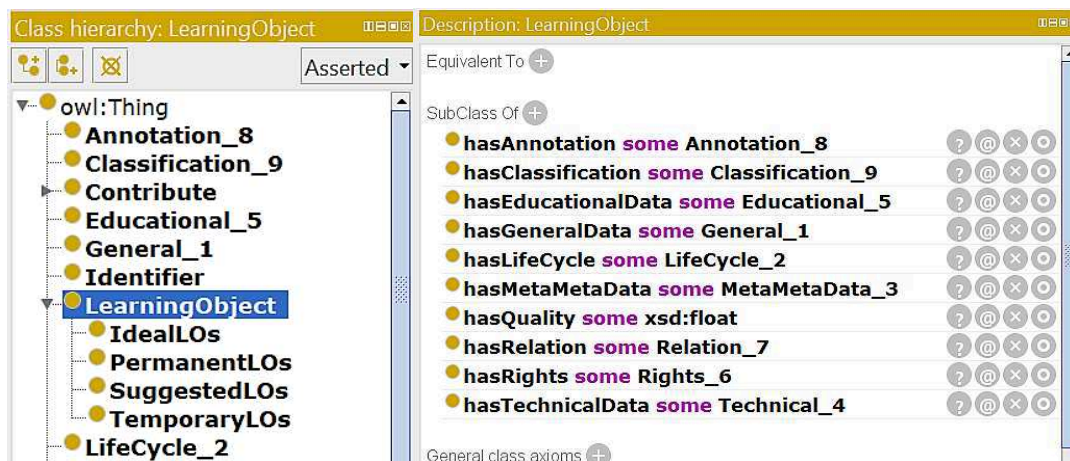 Class hierarchy: LearningObject
Asserted
owl:Thing
Annotation_8
Classification_9
Contribute
Educational_5
General_1
Identifier
LearningObject
IdealLOs
PermanentLOs
SuggestedLOs
TemporaryLOs
LifeCycle_2
Description: LearningObject
Equivalent To
SubClass Of
hasAnnotation some Annotation_8
hasClassification some Classification_9
hasEducationalData some Educational_5
hasGeneralData some General_1
hasLifeCycle some LifeCycle_2
hasMetaMetaData some MetaMetaData_3
hasQuality some xsd:float
hasRelation some Relation_7
hasRights some Rights_6
hasTechnicalData some Technical_4
General class axioms